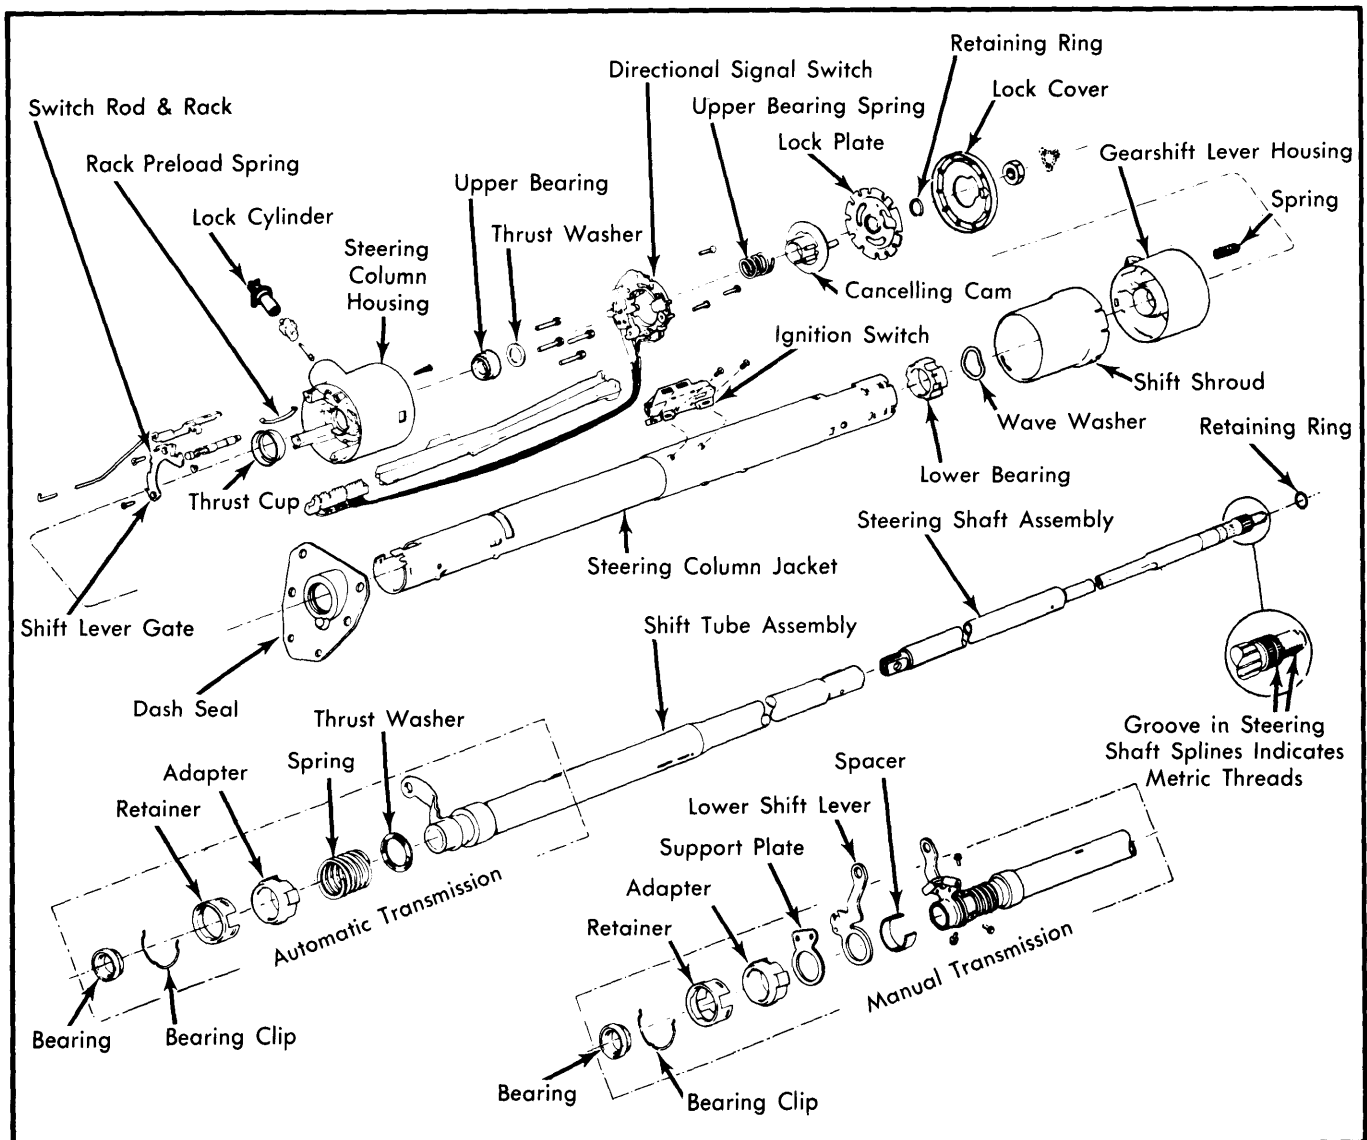 Retaining Ring
Directional Signal Switch
Lock Cover
Switch Rod & Rack
Upper Bearing Spring
Lock Plate
Gearshift Lever Housing
Rack Preload Spring
Upper Bearing
Spring
Lock Cylinder
Thrust Washer
Steering
Column
Housing
Cancelling Cam
Ignition Switch
Shift Shroud
Wave Washer
Retaining Ring
Lower Bearing
Thrust Cup
Steering Shaft Assembly
Steering Column Jacket
Shift Lever Gate
Shift Tube Assembly
Dash Seal
Thrust Washer
Groove in Steering
Shaft Splines Indicates
Metric Threads
Spring
Adapter
Retainer
Spacer
Lower Shift Lever
Support Plate
Adapter
Retainer
Automatic Transmission
Manual Transmission
Bearing
Bearing Clip
Bearing
Bearing Clip